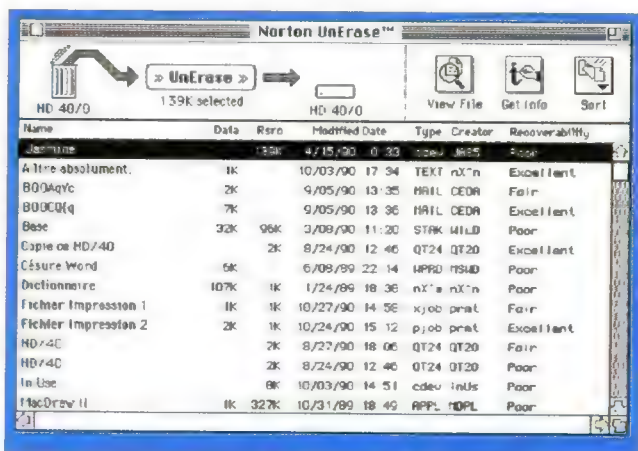 Norton UnErase™
» UnErase »
139K selected
HD 40/0
HD 40/0
View File Get Info Sort
Name Data Rsrc Modified Date Type Creator Recoverability
Jasmine 139K 4/15/90 0:33 cdev JAS5 Poor
A titre absolument. 1K 10/03/90 17:34 TEXT nX^n Excellent
2K 9/05/90 13:35 MAIL CEDA Fair
7K 9/05/90 13:36 MAIL CEDA Excellent
Base 32K 96K 3/08/90 11:20 STAK WILD Poor
Copie de HD/40 2K 8/24/90 12:46 QT24 QT20 Excellent
Césure Word 6K 6/08/89 22:14 WPRD MSWD Poor
Dictionnaire 107K 1K 1/24/89 18:36 nX^n Poor
Fichier Impression 1 1K 1K 10/27/90 14:56 xjob prnt Fair
Fichier Impression 2 2K 1K 10/24/90 15:12 pjob prnt Excellent
HD/40 2K 8/27/90 18:06 QT24 QT20 Fair
HD/40 2K 8/24/90 12:46 QT24 QT20 Poor
In Use 8K 10/03/90 14:51 cdev InUs Poor
MacDraw II 1K 327K 10/31/89 18:49 APPL MDPL Poor